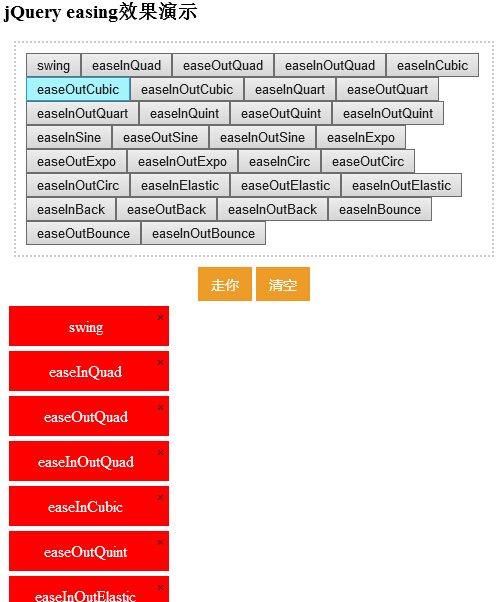 jQuery easing效果演示
swing easeInQuad easeOutQuad easeInOutQuad easeInCubic
easeOutCubic easeInOutCubic easeInQuart easeOutQuart
easeInOutQuart easeInQuint easeOutQuint easeInOutQuint
easeInSine easeOutSine easeInOutSine easeInExpo
easeOutExpo easeInOutExpo easeInCirc easeOutCirc
easeInOutCirc easeInElastic easeOutElastic easeInOutElastic
easeInBack easeOutBack easeInOutBack easeInBounce
easeOutBounce easeInOutBounce
走你 清空
swing ×
easeInQuad ×
easeOutQuad ×
easeInOutQuad ×
easeInCubic ×
easeOutQuint ×
easeInOutElastic ×